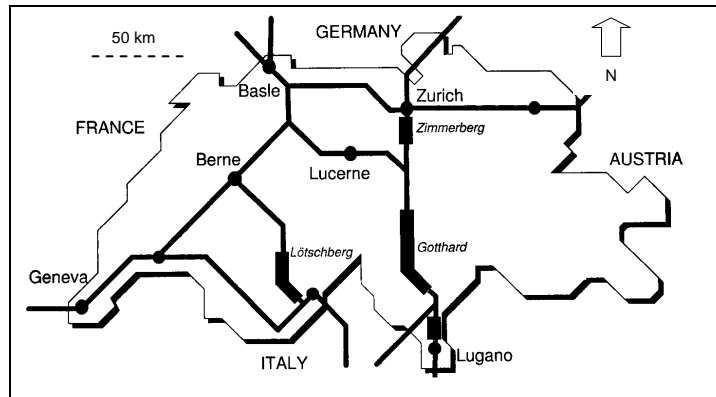 50 km
GERMANY
N
Basle
Zurich
FRANCE
Zimmerberg
Berne
Lucerne
AUSTRIA
Lötschberg
Gotthard
Geneva
ITALY
Lugano